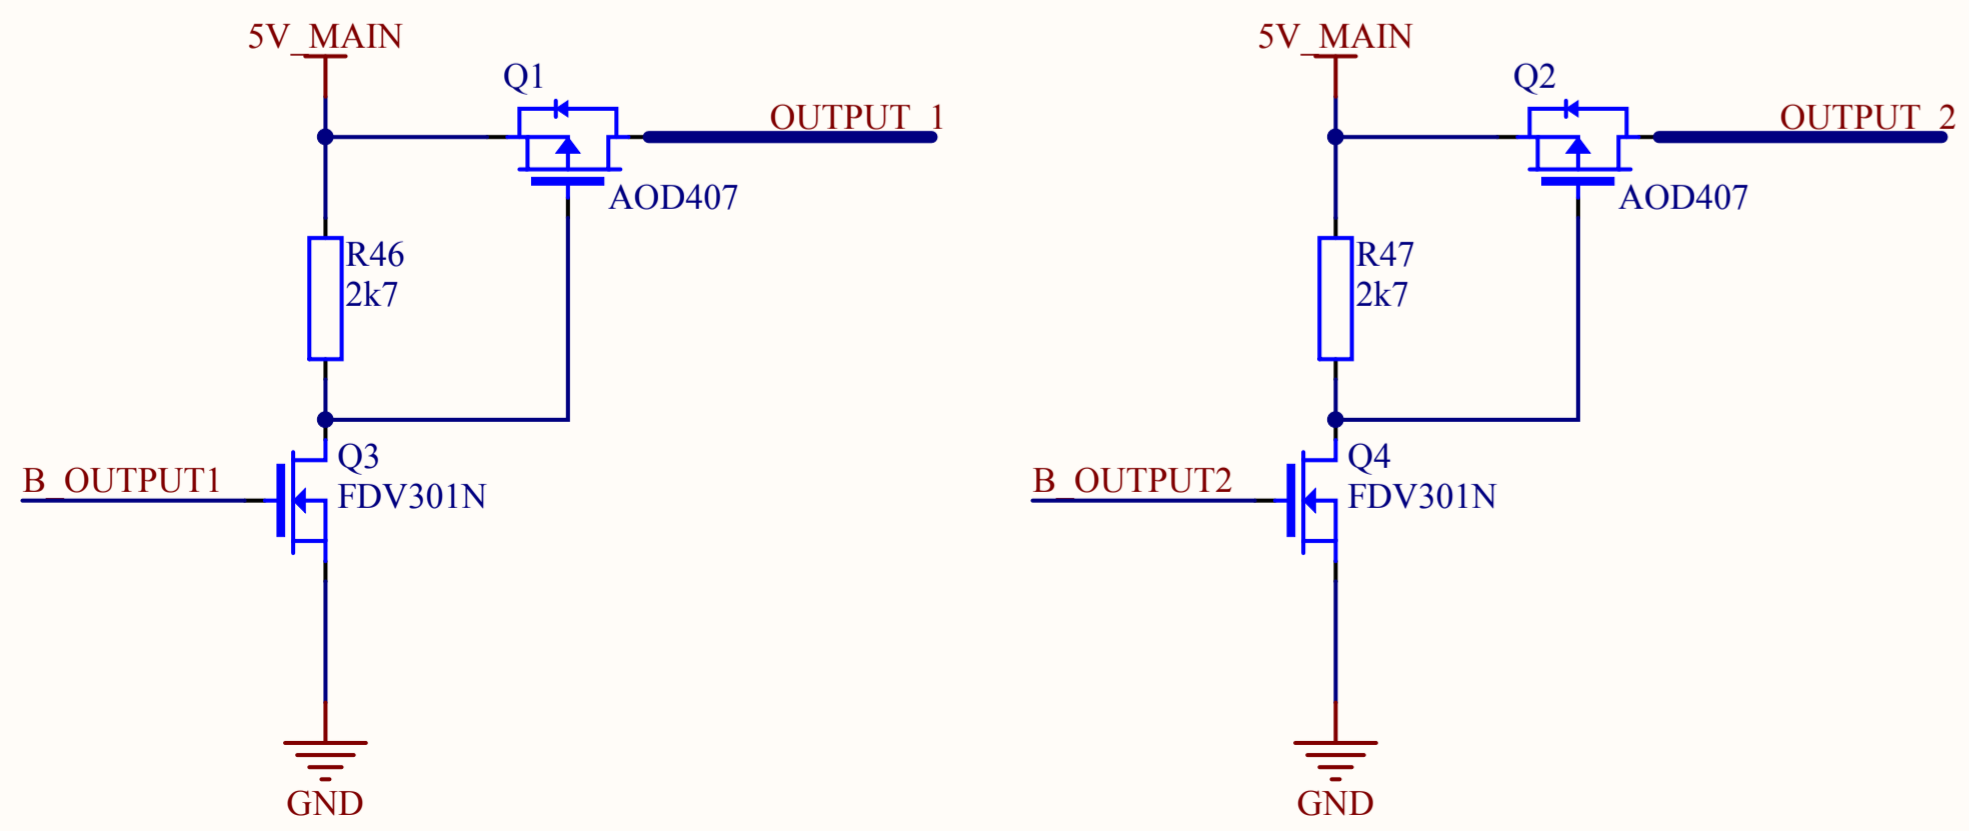 5V_MAIN
Q1
OUTPUT_1
AOD407
R46
2k7
Q3
B_OUTPUT1
FDV301N
GND
5V_MAIN
Q2
OUTPUT_2
AOD407
R47
2k7
Q4
B_OUTPUT2
FDV301N
GND